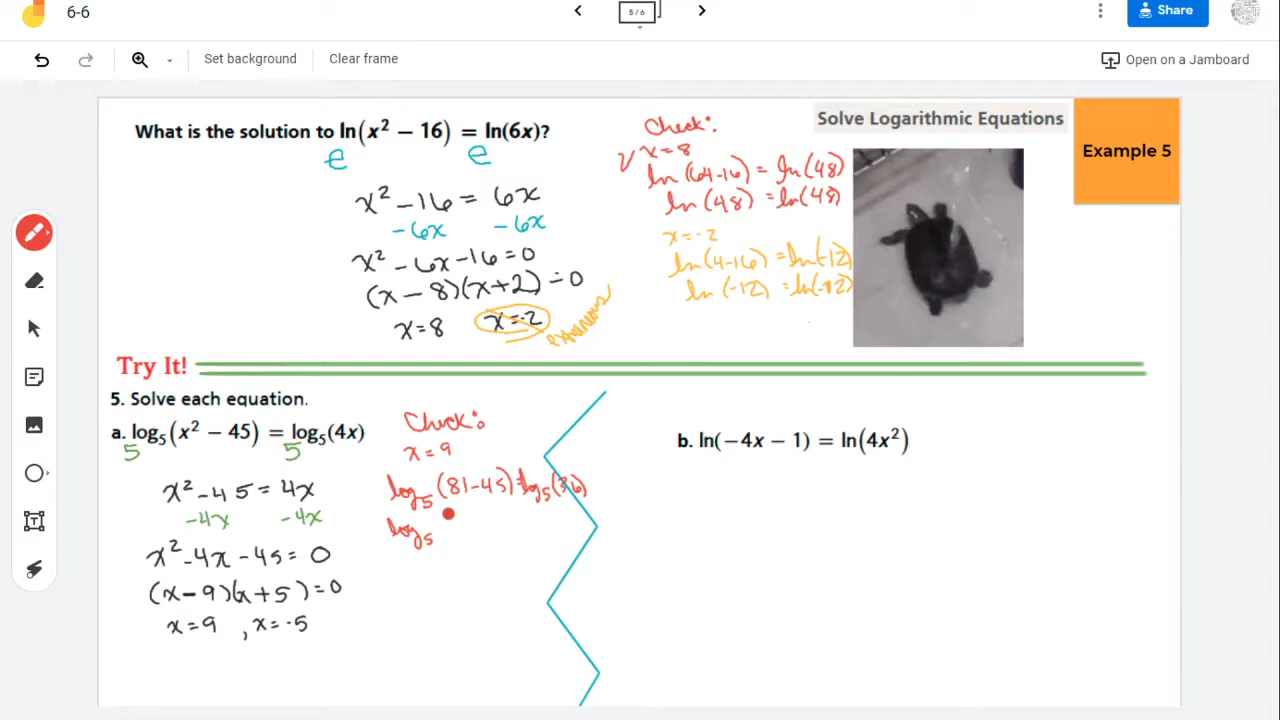 6-6
5 / 6
Share
Set background
Clear frame
Open on a Jamboard
What is the solution to ln(x² − 16) = ln(6x)?
e e
x² − 16 = 6x
−6x −6x
x² − 6x − 16 = 0
(x − 8)(x + 2) = 0
x = 8 x = -2
extraneous
Check:
√ x = 8
ln(64-16) = ln(48)
ln(48) = ln(48)
x = -2
ln(4-16) = ln(-12)
ln(-12) = ln(-12)
Solve Logarithmic Equations
Example 5
Try It!
5. Solve each equation.
a. log₅(x² − 45) = log₅(4x)
5 5
x² - 45 = 4x
-4x -4x
x² - 4x - 45 = 0
(x - 9)(x + 5) = 0
x = 9 , x = -5
Check:
x = 9
log₅ (81-45) = log₅(36)
log₅
b. ln(−4x − 1) = ln(4x²)